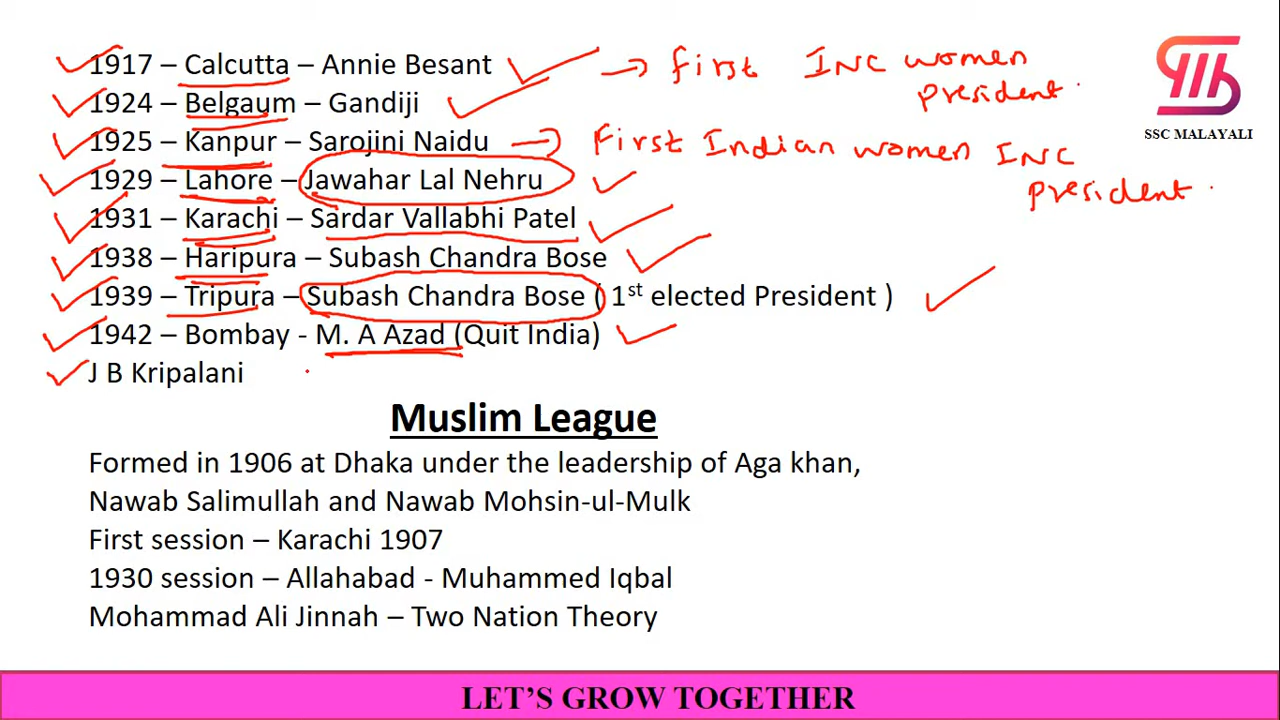 1917 – Calcutta – Annie Besant → first INC women
president.
1924 – Belgaum – Gandiji
1925 – Kanpur – Sarojini Naidu → First Indian women INC
president.
1929 – Lahore – Jawahar Lal Nehru
1931 – Karachi – Sardar Vallabhi Patel
1938 – Haripura – Subash Chandra Bose
1939 – Tripura – Subash Chandra Bose ( 1st elected President )
1942 – Bombay - M. A Azad (Quit India)
J B Kripalani
SSC MALAYALI
Muslim League
Formed in 1906 at Dhaka under the leadership of Aga khan,
Nawab Salimullah and Nawab Mohsin-ul-Mulk
First session – Karachi 1907
1930 session – Allahabad - Muhammed Iqbal
Mohammad Ali Jinnah – Two Nation Theory
LET’S GROW TOGETHER